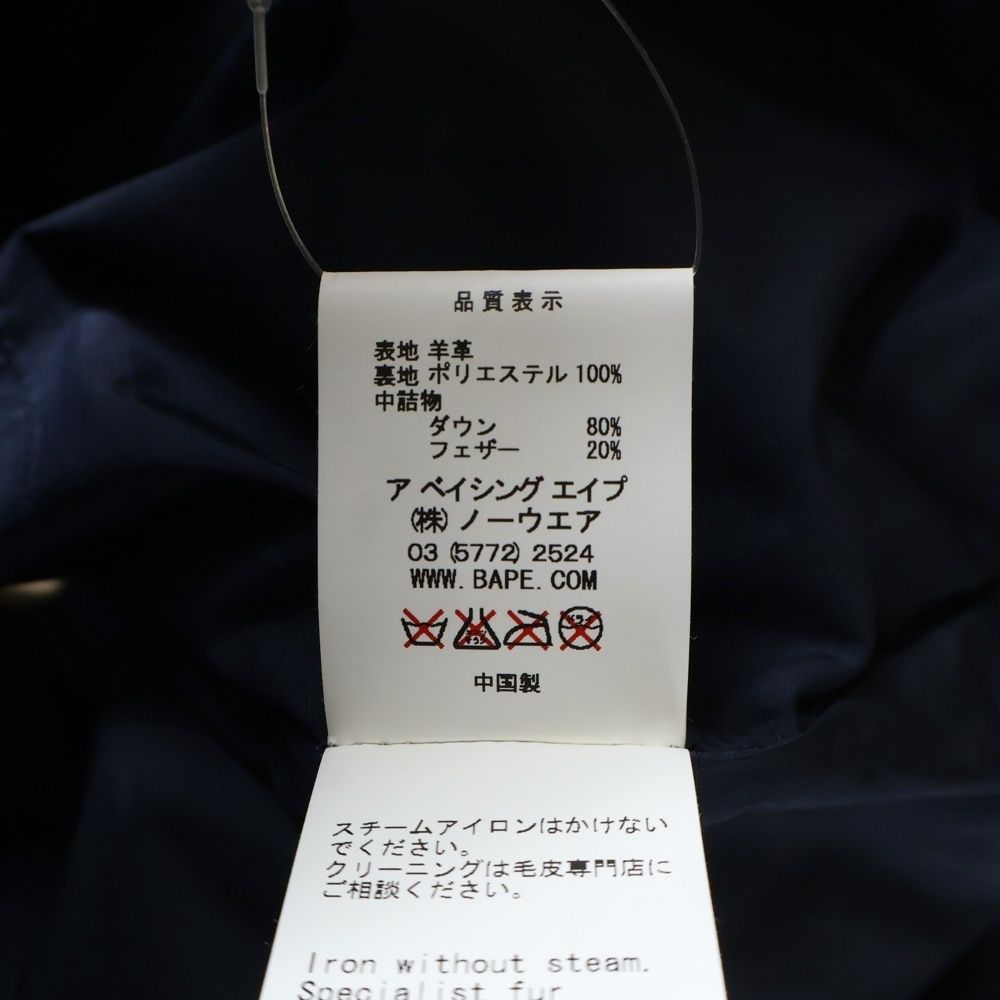 品質表示
表地 羊革
裏地 ポリエステル 100%
中詰物
ダウン 80%
フェザー 20%
ア ベイシング エイプ
(株) ノーウエア
03 (5772) 2524
WWW. BAPE. COM
中国製
スチームアイロンはかけない
でください。
クリーニングは毛皮専門店に
ご相談ください。
Iron without steam.
Specialist fur